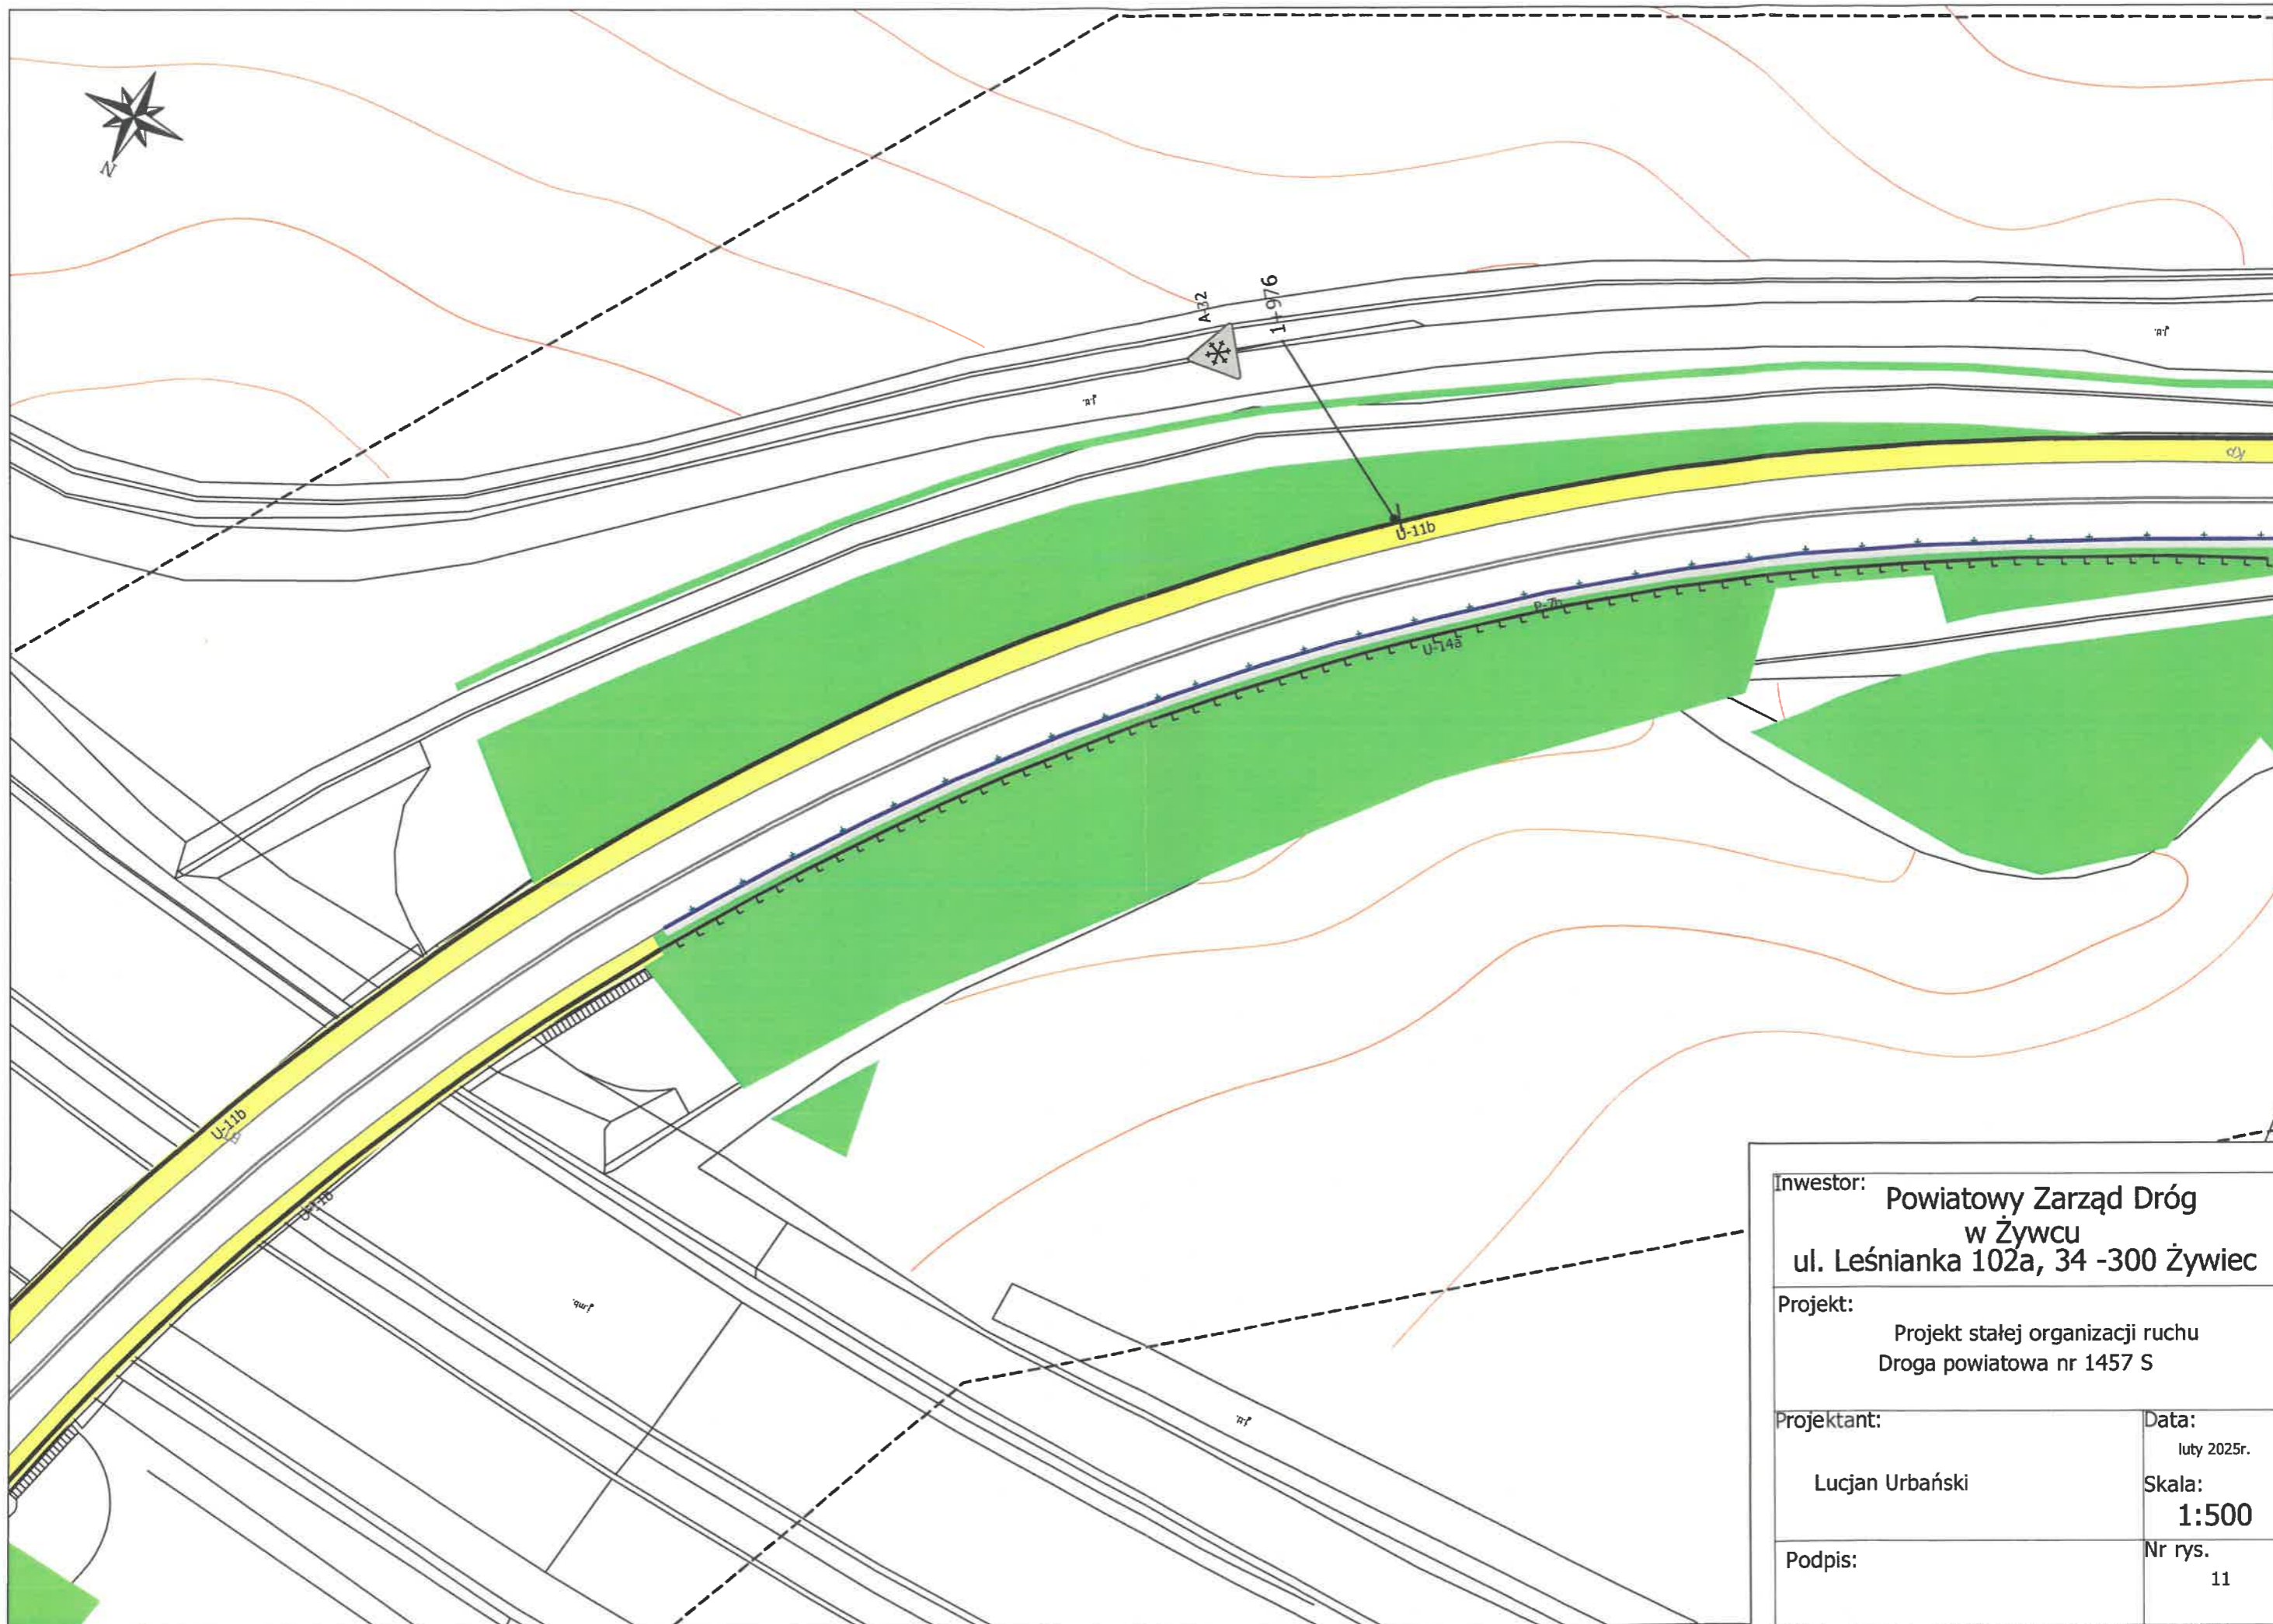 N
A-32
1+976
U-11b
P-7b
U-14a
U-11b
U-11b
j.mb.
Inwestor:
Powiatowy Zarząd Dróg
w Żywcu
ul. Leśnianka 102a, 34 -300 Żywiec
Projekt:
Projekt stałej organizacji ruchu
Droga powiatowa nr 1457 S
Projektant:
Lucjan Urbański
Data:
luty 2025r.
Skala:
1:500
Podpis:
Nr rys.
11